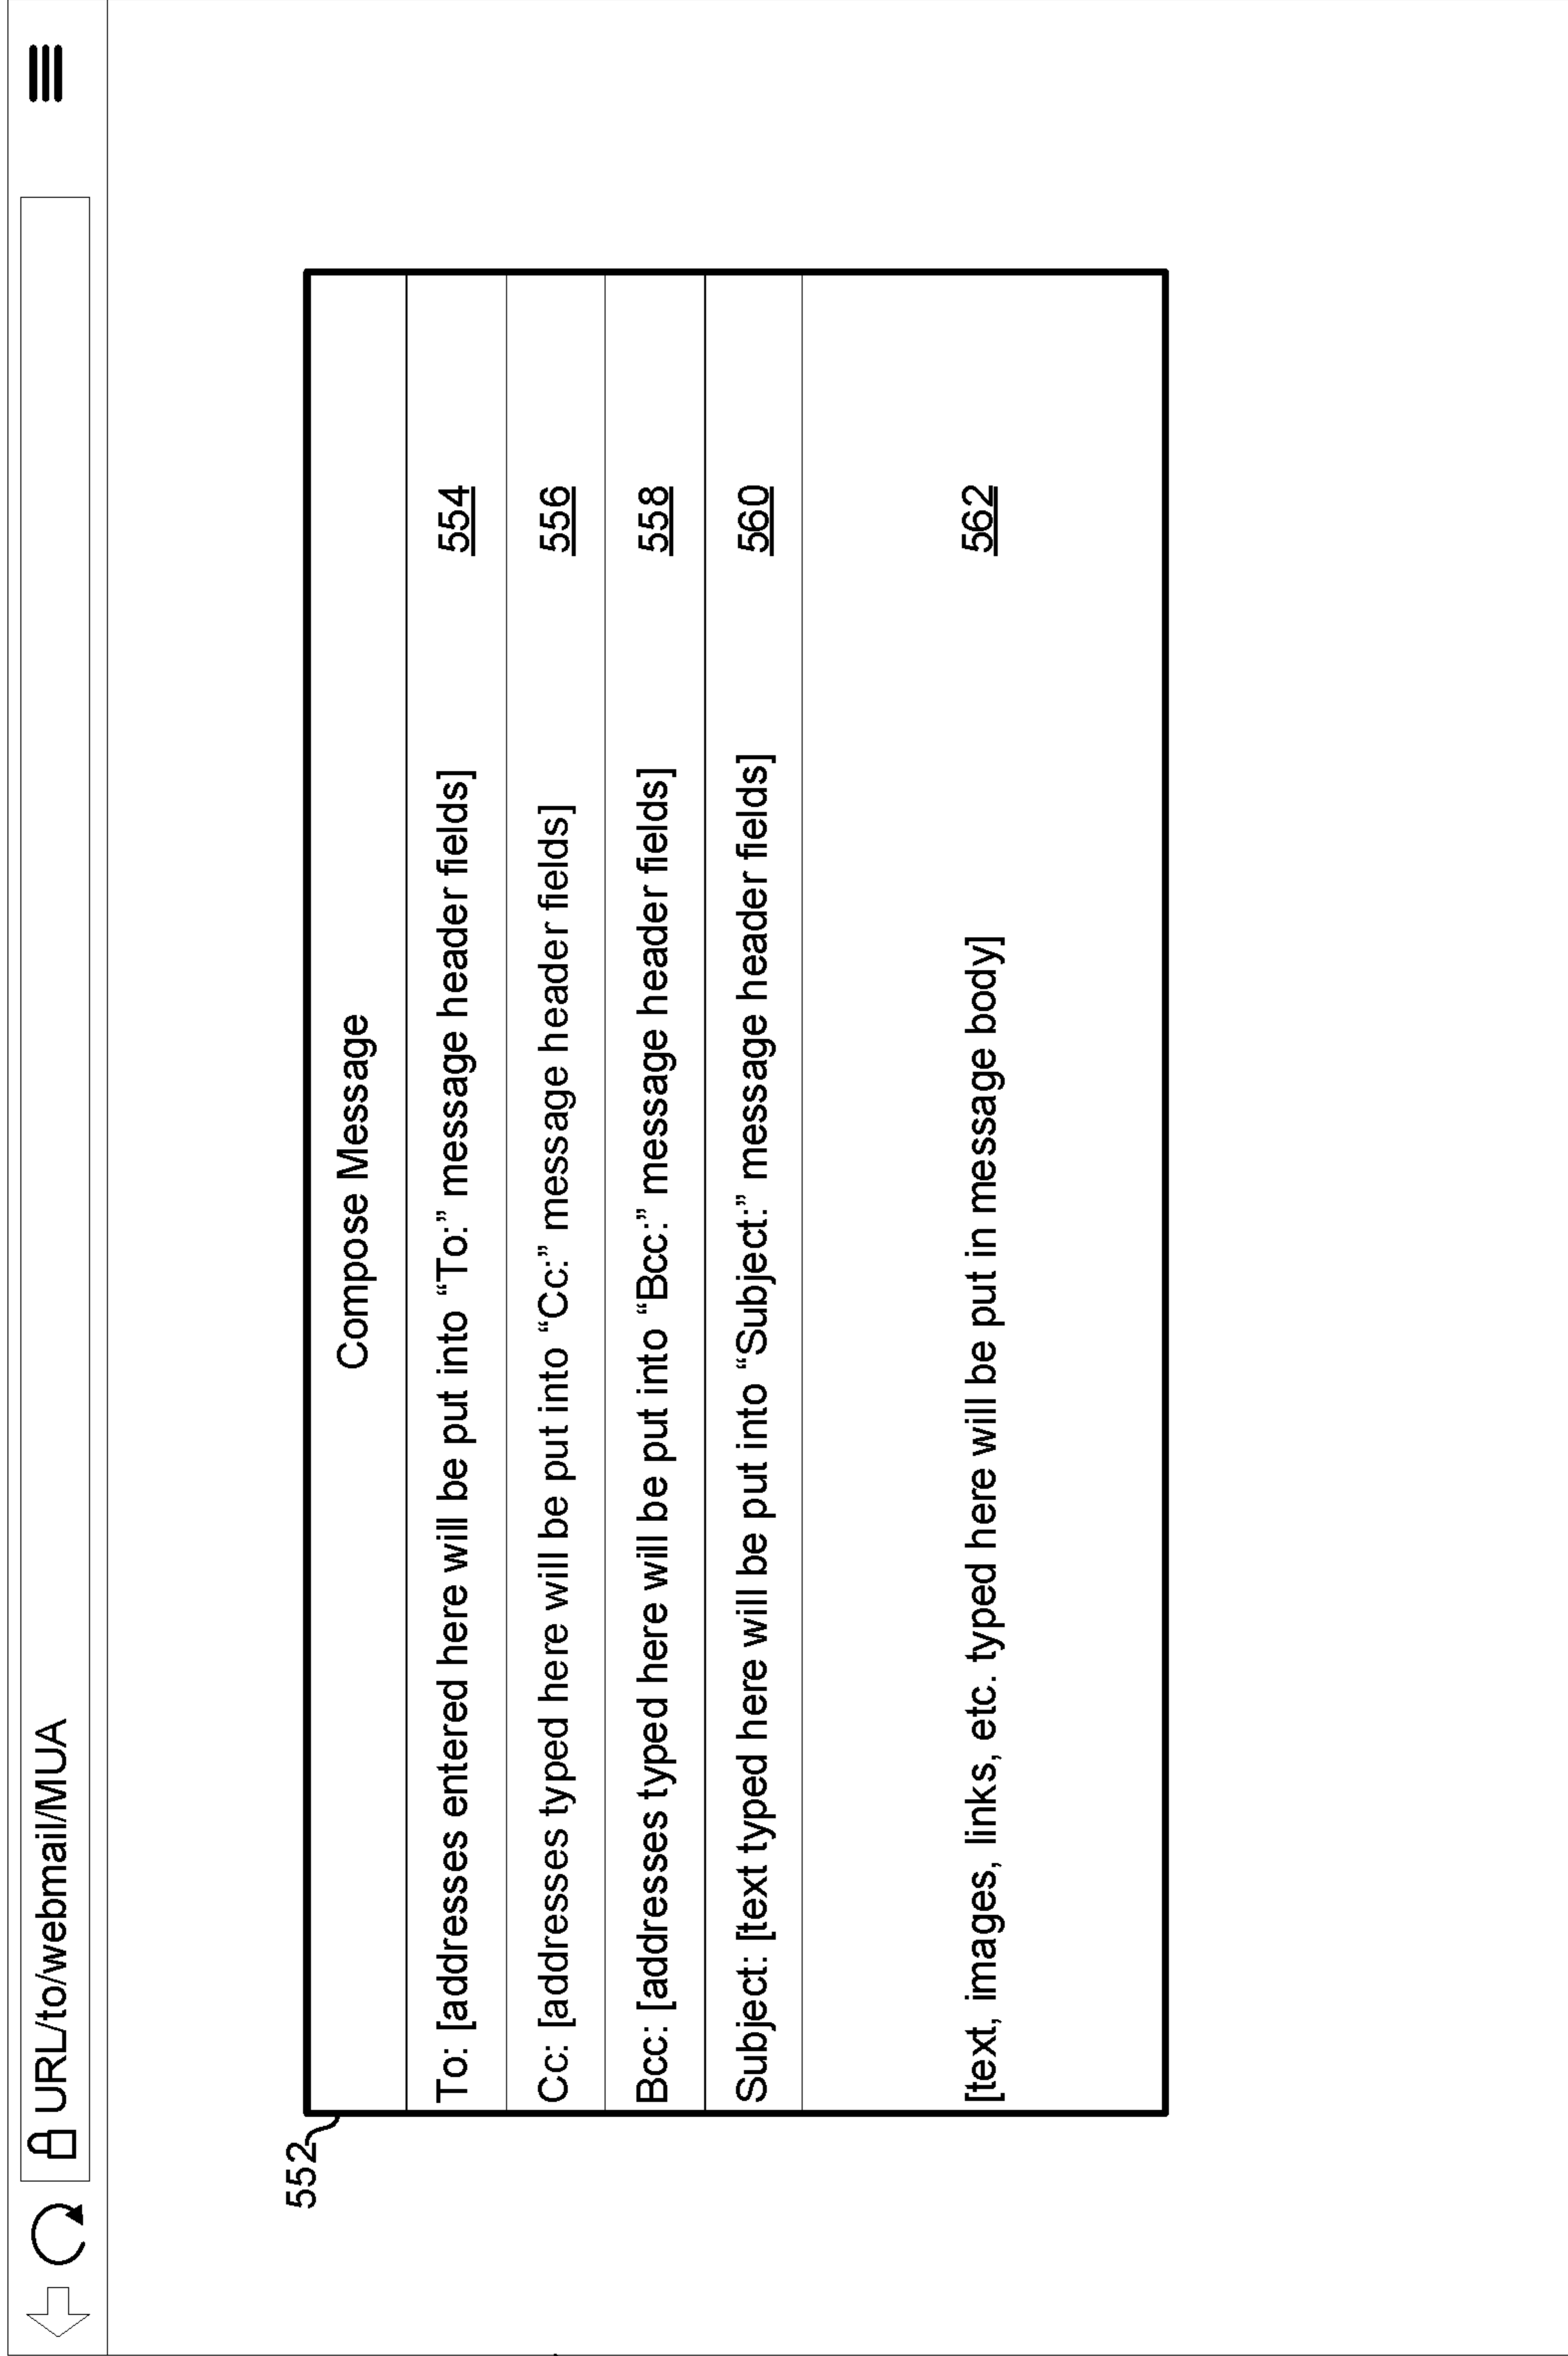 URL/to/webmail/MUA
552
Compose Message
To: [addresses entered here will be put into “To:” message header fields] 554
Cc: [addresses typed here will be put into “Cc:” message header fields] 556
Bcc: [addresses typed here will be put into “Bcc:” message header fields] 558
Subject: [text typed here will be put into “Subject:” message header fields] 560
[text, images, links, etc. typed here will be put in message body] 562